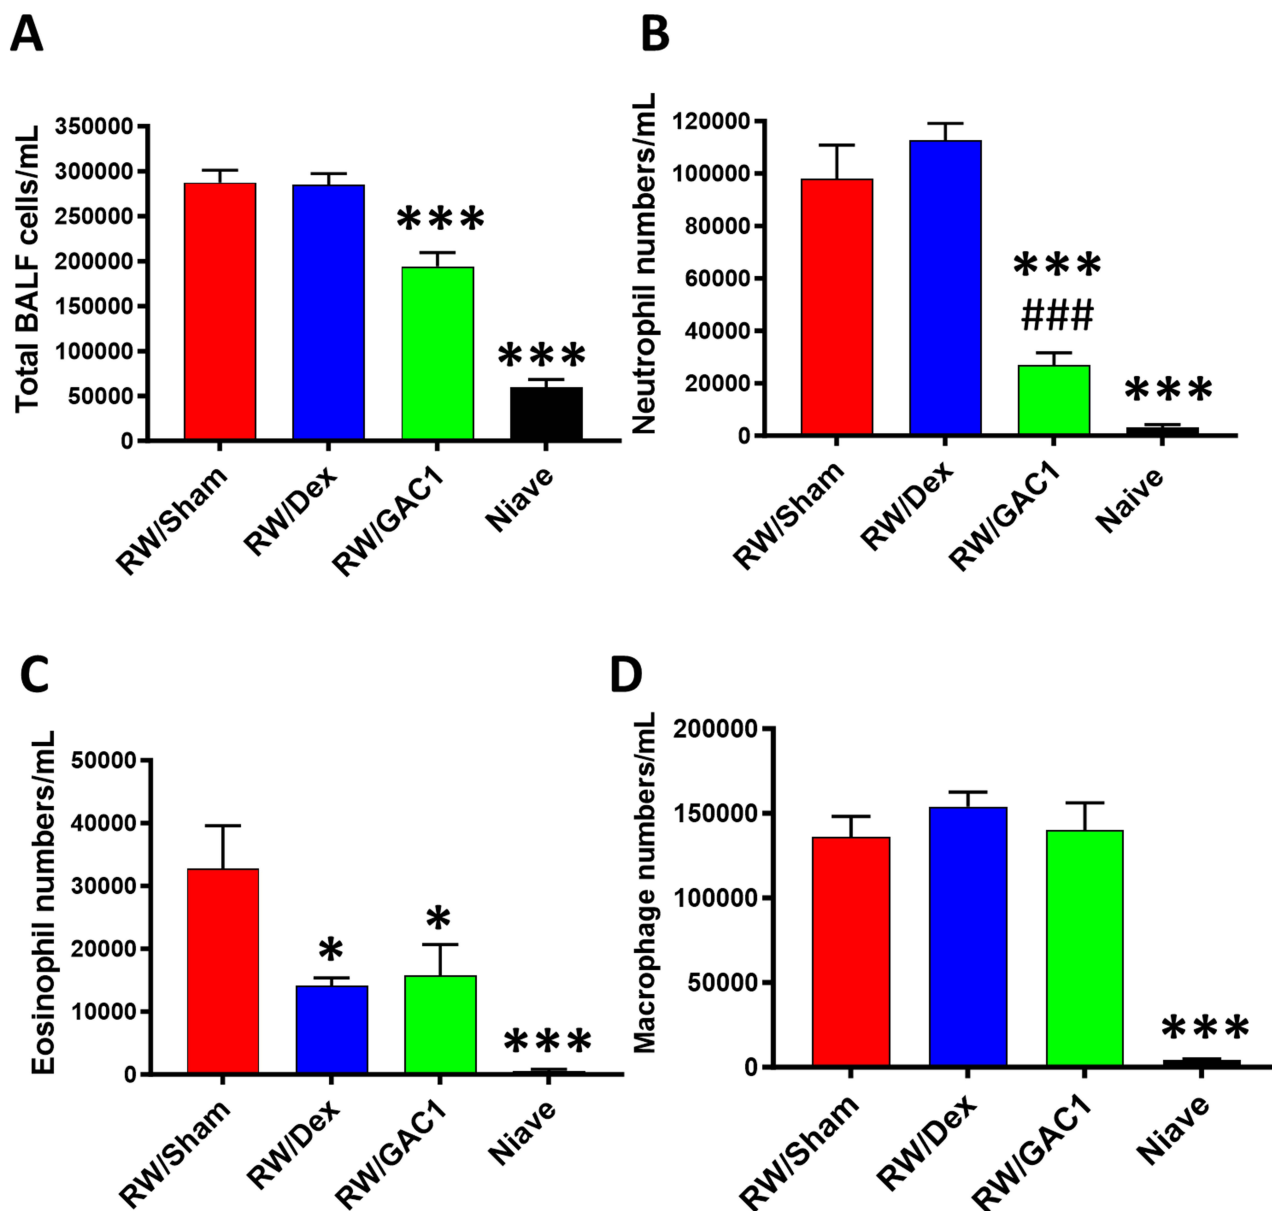 A
Total BALF cells/mL
350000
300000
250000
200000
150000
100000
50000
0
***
***
RW/Sham
RW/Dex
RW/GAC1
Niave
B
Neutrophil numbers/mL
120000
100000
80000
60000
40000
20000
0
***
###
***
RW/Sham
RW/Dex
RW/GAC1
Naive
C
Eosinophil numbers/mL
50000
40000
30000
20000
10000
0
*
*
***
RW/Sham
RW/Dex
RW/GAC1
Niave
D
Macrophage numbers/mL
200000
150000
100000
50000
0
***
RW/Sham
RW/Dex
RW/GAC1
Niave